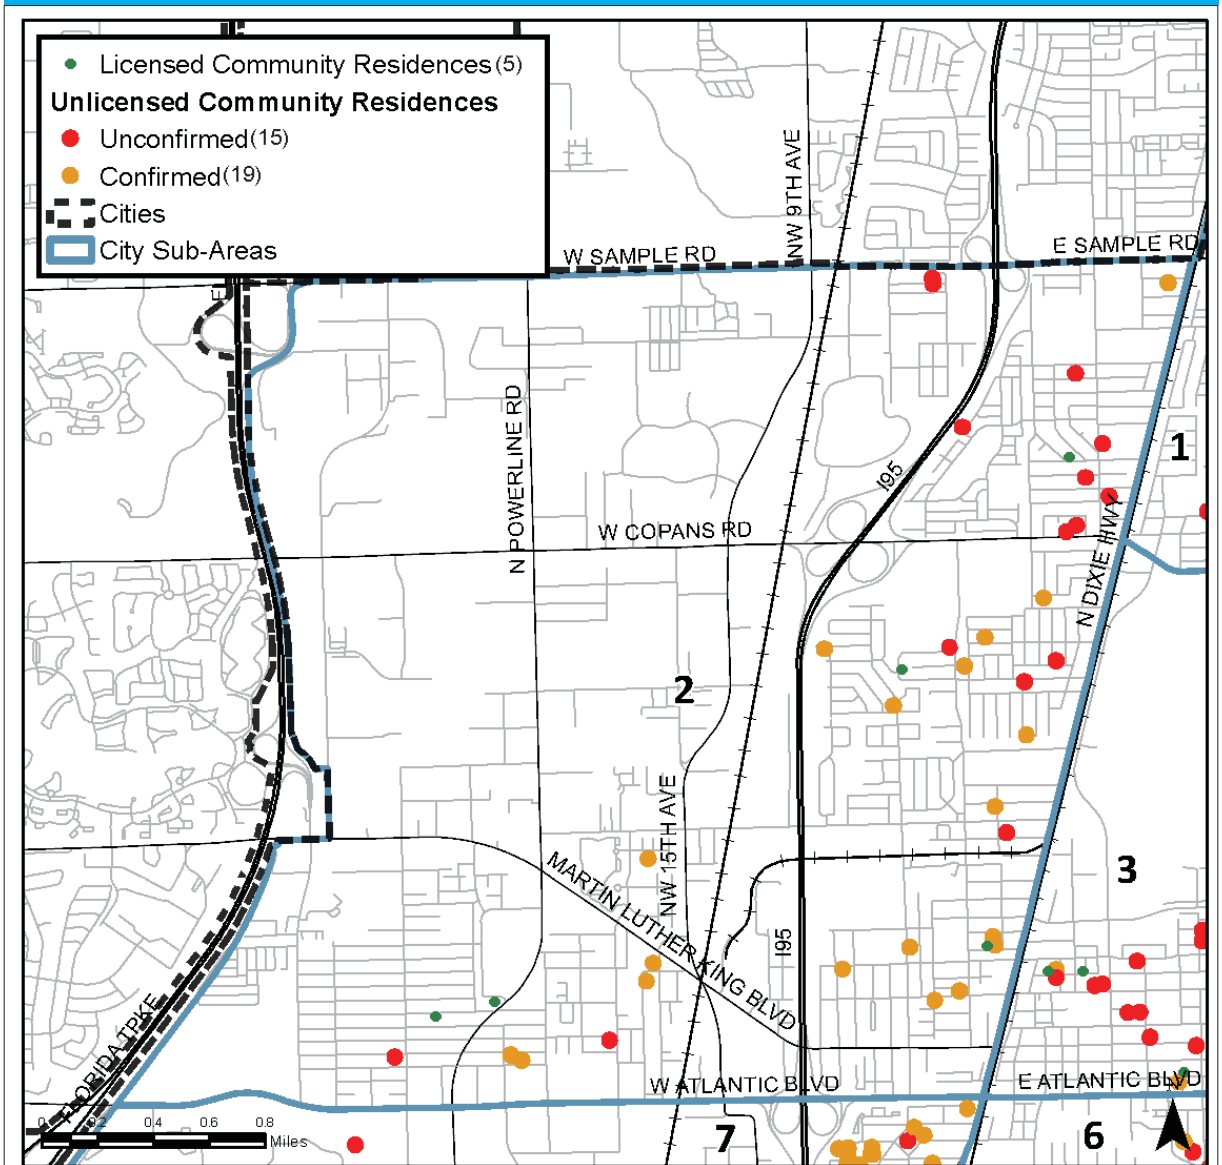 Licensed Community Residences (5)
Unlicensed Community Residences
Unconfirmed (15)
Confirmed (19)
Cities
City Sub-Areas
NW 9TH AVE
W SAMPLE RD
E SAMPLE RD
N POWERLINE RD
I95
1
W COPANS RD
N DIXIE HWY
2
NW 15TH AVE
MARTIN LUTHER KING BLVD
3
I95
FLORIDA TPKE
W ATLANTIC BLVD
E ATLANTIC BLVD
0 0.2 0.4 0.6 0.8
Miles
7
6